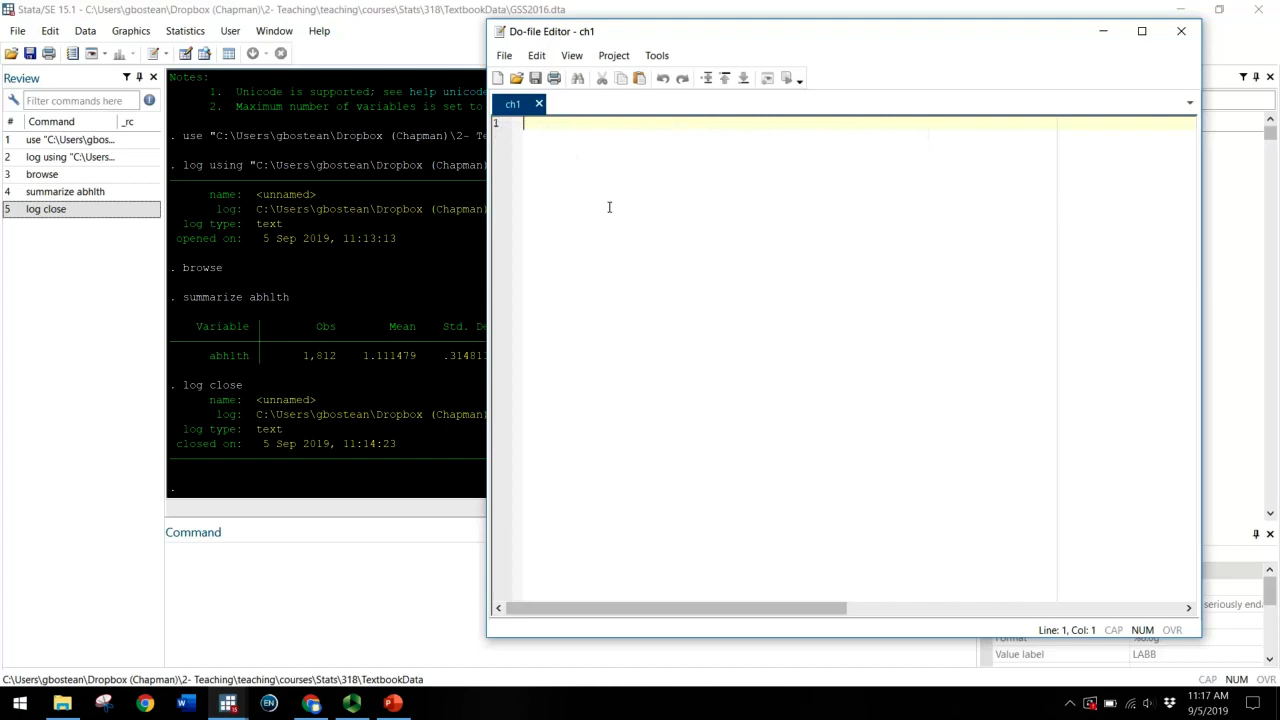 Stata/SE 15.1 - C:\Users\gbostean\Dropbox (Chapman)\2- Teaching\teaching\courses\Stats\318\TextbookData\GSS2016.dta
File Edit Data Graphics Statistics User Window Help
Review
Filter commands here
# Command _rc
1 use "C:\Users\gbos...
2 log using "C:\Users...
3 browse
4 summarize abhlth
5 log close
Notes:
1. Unicode is supported; see help unicode
2. Maximum number of variables is set to
. use "C:\Users\gbostean\Dropbox (Chapman)\2- Te
. log using "C:\Users\gbostean\Dropbox (Chapman)
name: <unnamed>
log: C:\Users\gbostean\Dropbox (Chapman)
log type: text
opened on: 5 Sep 2019, 11:13:13
. browse
. summarize abhlth
Variable Obs Mean Std. De
abhlth 1,812 1.111479 .31481
. log close
name: <unnamed>
log: C:\Users\gbostean\Dropbox (Chapman)
log type: text
closed on: 5 Sep 2019, 11:14:23
.
Command
Do-file Editor - ch1
File Edit View Project Tools
ch1
1
Line: 1, Col: 1 CAP NUM OVR
seriously enda
Value label LABB
C:\Users\gbostean\Dropbox (Chapman)\2- Teaching\teaching\courses\Stats\318\TextbookData
CAP NUM OVR
11:17 AM
9/5/2019